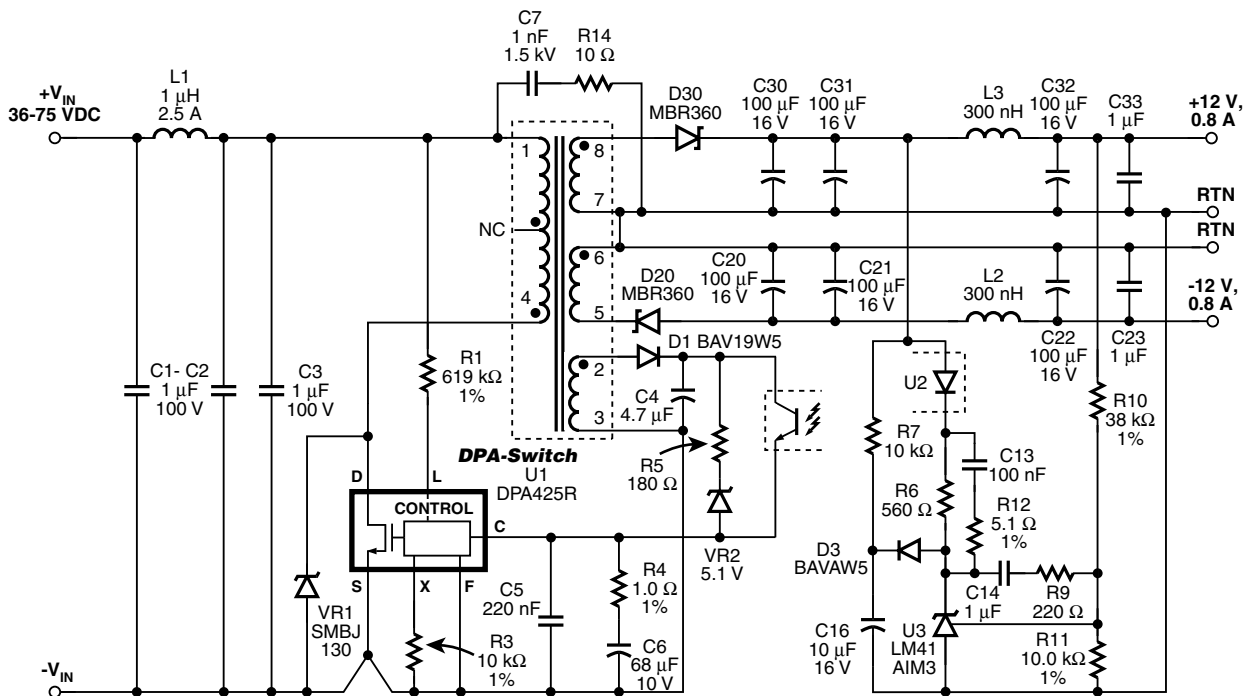 C7
1 nF
1.5 kV
R14
10 Ω
+VIN
36-75 VDC
L1
1 µH
2.5 A
D30
MBR360
C30
100 µF
16 V
C31
100 µF
16 V
L3
300 nH
C32
100 µF
16 V
C33
1 µF
+12 V,
0.8 A
1
8
7
RTN
NC
RTN
4
6
5
D20
MBR360
C20
100 µF
16 V
C21
100 µF
16 V
L2
300 nH
-12 V,
0.8 A
C22
100 µF
16 V
C23
1 µF
D1 BAV19W5
C1- C2
1 µF
100 V
C3
1 µF
100 V
R1
619 kΩ
1%
2
3
C4
4.7 µF
U2
R10
38 kΩ
1%
R7
10 kΩ
C13
100 nF
DPA-Switch
U1
DPA425R
R5
180 Ω
R6
560 Ω
R12
5.1 Ω
1%
D
L
CONTROL
C
S
X
F
VR2
5.1 V
D3
BAVAW5
VR1
SMBJ
130
C5
220 nF
R4
1.0 Ω
1%
C14
1 µF
R9
220 Ω
R3
10 kΩ
1%
C6
68 µF
10 V
C16
10 µF
16 V
U3
LM41
AIM3
R11
10.0 kΩ
1%
-VIN